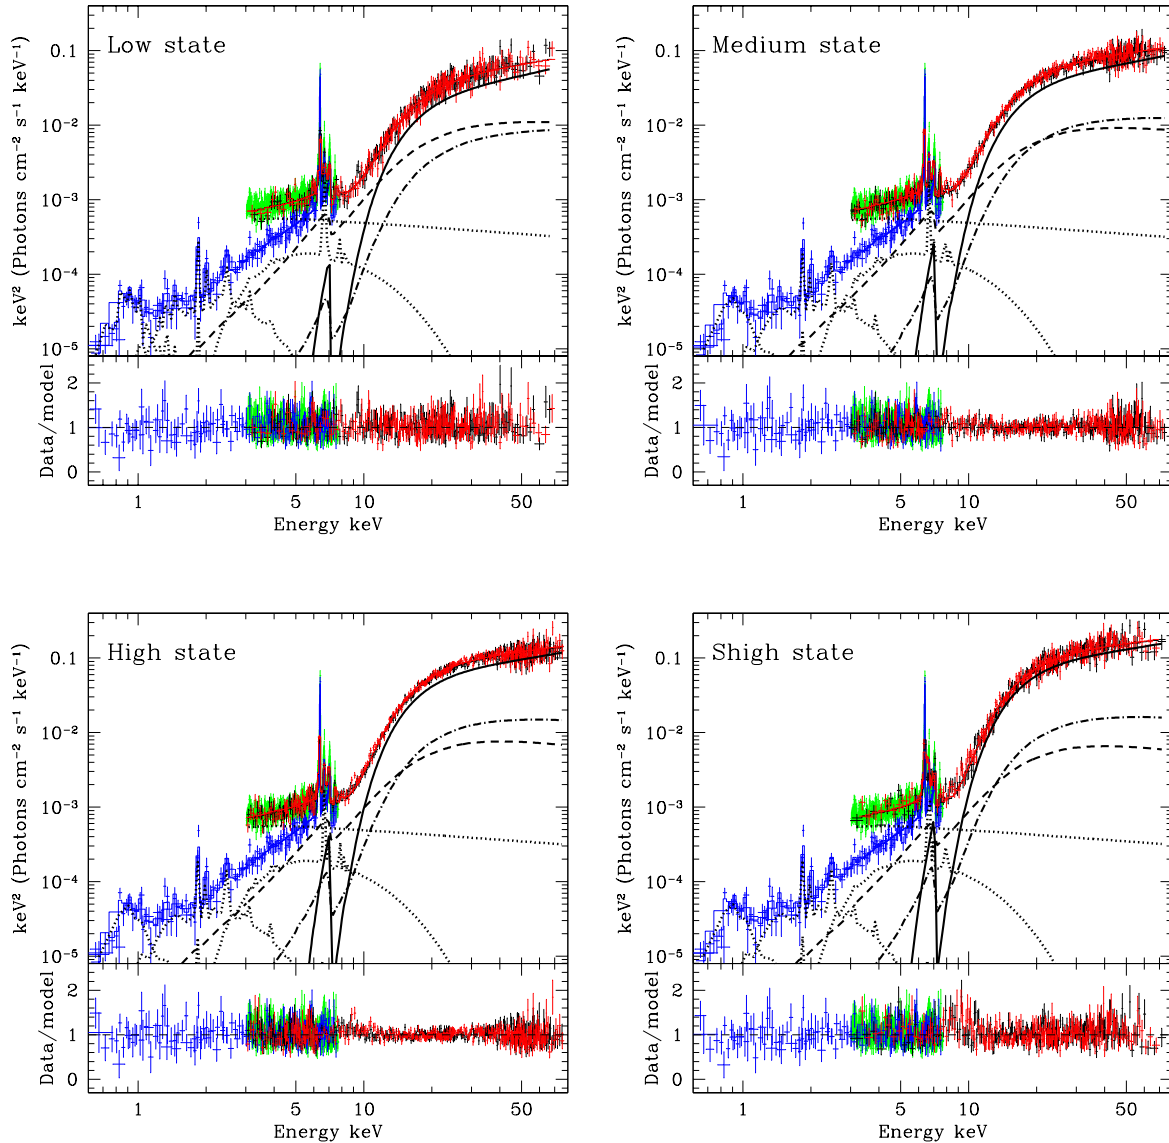 Low state
keV² (Photons cm⁻² s⁻¹ keV⁻¹)
0.1
10⁻²
10⁻³
10⁻⁴
10⁻⁵
Data/model
2
1
0
1 5 10 50
Energy keV
Medium state
keV² (Photons cm⁻² s⁻¹ keV⁻¹)
0.1
10⁻²
10⁻³
10⁻⁴
10⁻⁵
Data/model
2
1
0
1 5 10 50
Energy keV
High state
keV² (Photons cm⁻² s⁻¹ keV⁻¹)
0.1
10⁻²
10⁻³
10⁻⁴
10⁻⁵
Data/model
2
1
0
1 5 10 50
Energy keV
Shigh state
keV² (Photons cm⁻² s⁻¹ keV⁻¹)
0.1
10⁻²
10⁻³
10⁻⁴
10⁻⁵
Data/model
2
1
0
1 5 10 50
Energy keV